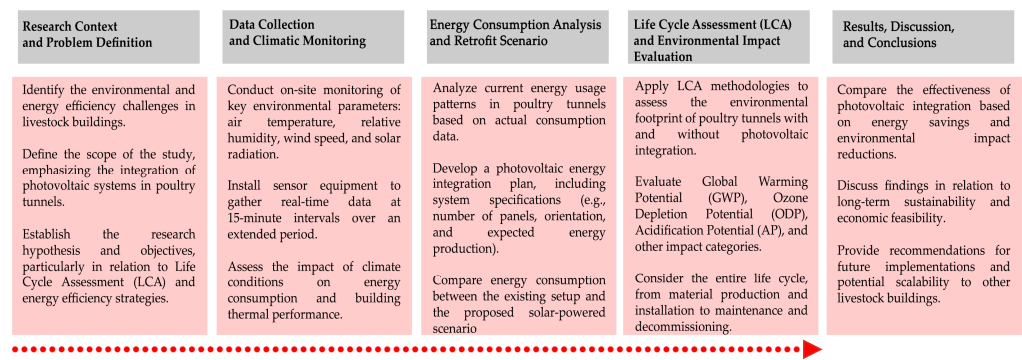 Research Context
and Problem Definition
Identify the environmental and
energy efficiency challenges in
livestock buildings.
Define the scope of the study,
emphasizing the integration of
photovoltaic systems in poultry
tunnels.
Establish the research
hypothesis and objectives,
particularly in relation to Life
Cycle Assessment (LCA) and
energy efficiency strategies.
Data Collection
and Climatic Monitoring
Conduct on-site monitoring of
key environmental parameters:
air temperature, relative
humidity, wind speed, and solar
radiation.
Install sensor equipment to
gather real-time data at
15-minute intervals over an
extended period.
Assess the impact of climate
conditions on energy
consumption and building
thermal performance.
Energy Consumption Analysis
and Retrofit Scenario
Analyze current energy usage
patterns in poultry tunnels
based on actual consumption
data.
Develop a photovoltaic energy
integration plan, including
system specifications (e.g.,
number of panels, orientation,
and expected energy
production).
Compare energy consumption
between the existing setup and
the proposed solar-powered
scenario
Life Cycle Assessment (LCA)
and Environmental Impact
Evaluation
Apply LCA methodologies to
assess the environmental
footprint of poultry tunnels with
and without photovoltaic
integration.
Evaluate Global Warming
Potential (GWP), Ozone
Depletion Potential (ODP),
Acidification Potential (AP), and
other impact categories.
Consider the entire life cycle,
from material production and
installation to maintenance and
decommissioning.
Results, Discussion,
and Conclusions
Compare the effectiveness of
photovoltaic integration based
on energy savings and
environmental impact
reductions.
Discuss findings in relation to
long-term sustainability and
economic feasibility.
Provide recommendations for
future implementations and
potential scalability to other
livestock buildings.